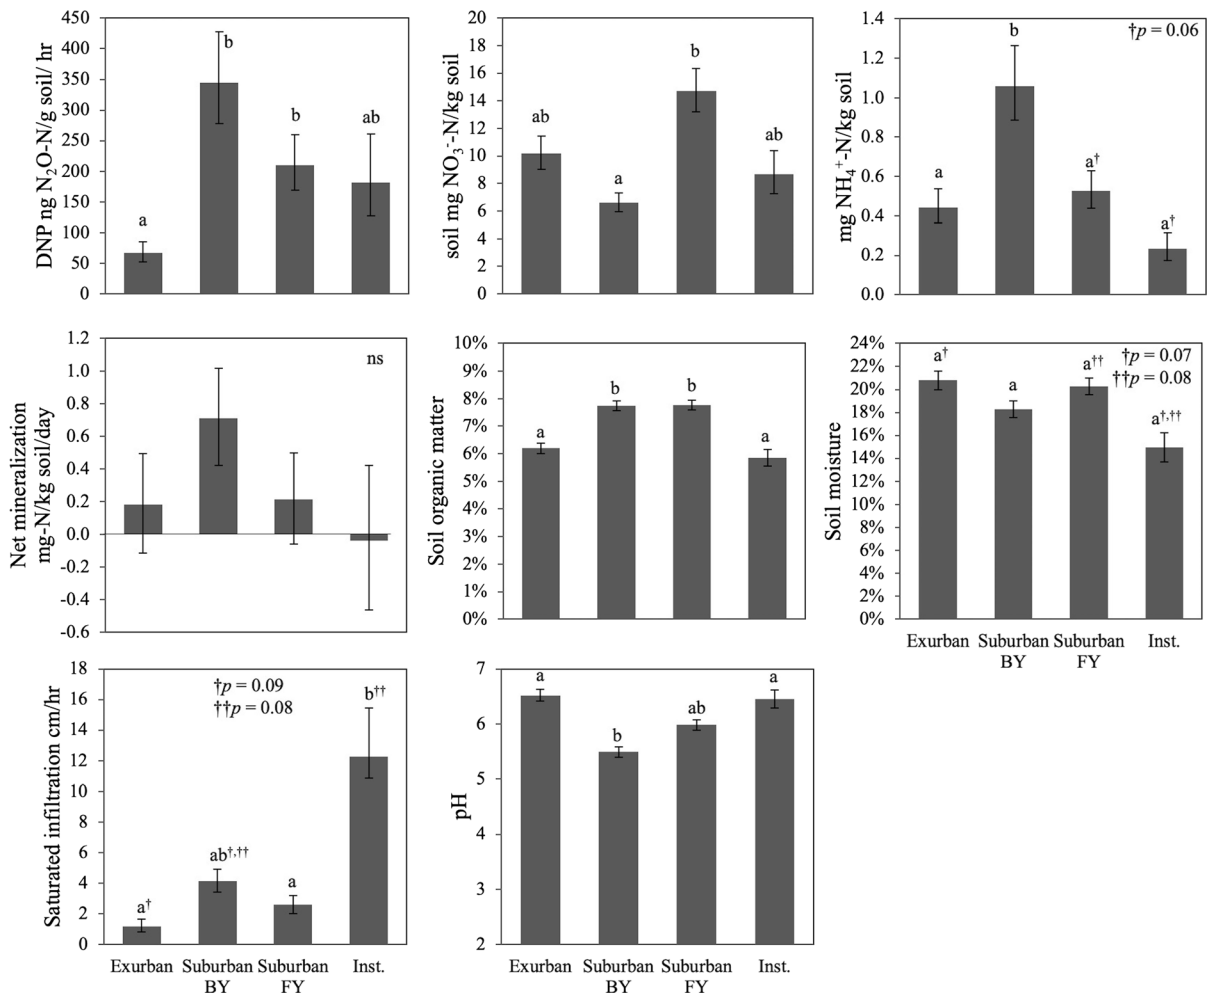 DNP ng N₂O-N/g soil/ hr
450
400
350
300
250
200
150
100
50
0
a
b
b
ab
soil mg NO₃⁻-N/kg soil
20
18
16
14
12
10
8
6
4
2
0
ab
a
b
ab
mg NH₄⁺-N/kg soil
1.4
1.2
1.0
0.8
0.6
0.4
0.2
0.0
†p = 0.06
a
b
a†
a†
Net mineralization
mg-N/kg soil/day
1.2
1.0
0.8
0.6
0.4
0.2
0.0
-0.2
-0.4
-0.6
ns
Soil organic matter
10%
9%
8%
7%
6%
5%
4%
3%
2%
1%
0%
a
b
b
a
Soil moisture
24%
22%
20%
18%
16%
14%
12%
10%
8%
6%
4%
2%
0%
†p = 0.07
††p = 0.08
a†
a
a††
a†,††
Exurban
Suburban
BY
Suburban
FY
Inst.
Saturated infiltration cm/hr
18
16
14
12
10
8
6
4
2
0
†p = 0.09
††p = 0.08
a†
ab†,††
a
b††
Exurban
Suburban
BY
Suburban
FY
Inst.
pH
7
6
5
4
3
2
a
b
ab
a
Exurban
Suburban
BY
Suburban
FY
Inst.